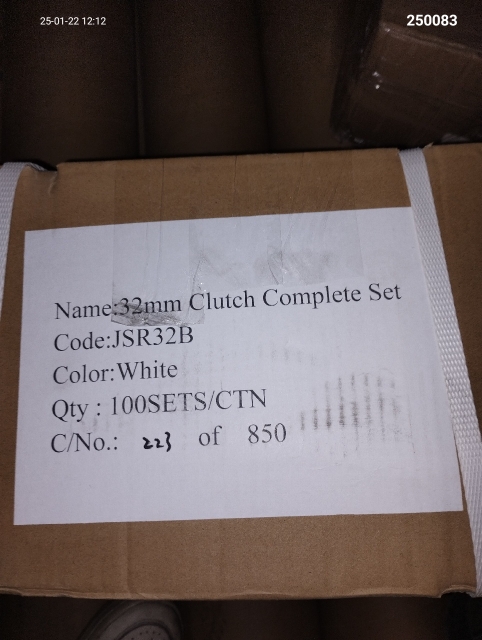 25-01-22 12:12
250083
Name:32mm Clutch Complete Set
Code:JSR32B
Color:White
Qty : 100SETS/CTN
C/No.: 223 of 850